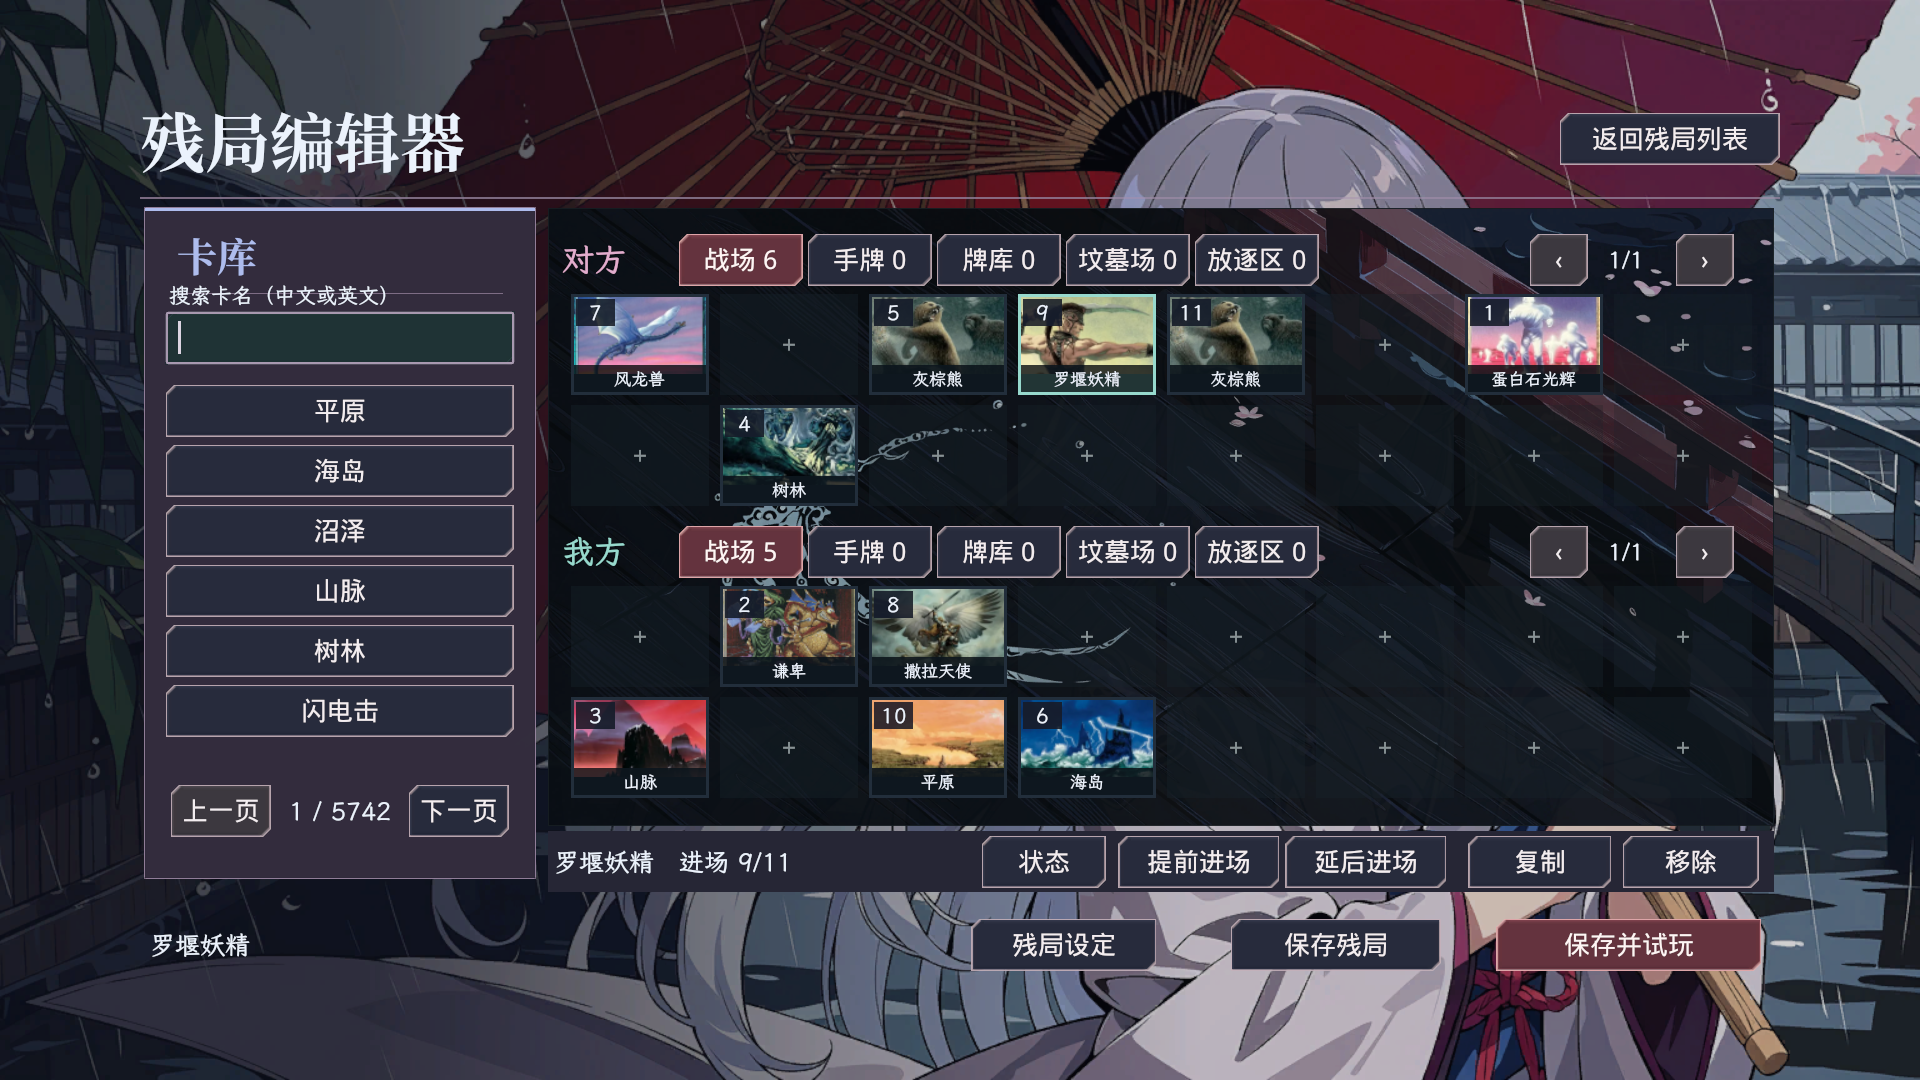 残局编辑器
返回残局列表
卡库
搜索卡名（中文或英文）
平原
海岛
沼泽
山脉
树林
闪电击
上一页 1 / 5742 下一页
对方 战场 6 手牌 0 牌库 0 坟墓场 0 放逐区 0 ‹ 1/1 ›
7 + 5 9 11 + 1 +
风龙兽 灰棕熊 罗堰妖精 灰棕熊 蛋白石光辉
+ 4 + + + + + +
树林
我方 战场 5 手牌 0 牌库 0 坟墓场 0 放逐区 0 ‹ 1/1 ›
+ 2 8 + + + + +
谦卑 撒拉天使
3 + 10 6 + + + +
山脉 平原 海岛
罗堰妖精 进场 9/11 状态 提前进场 延后进场 复制 移除
罗堰妖精 残局设定 保存残局 保存并试玩